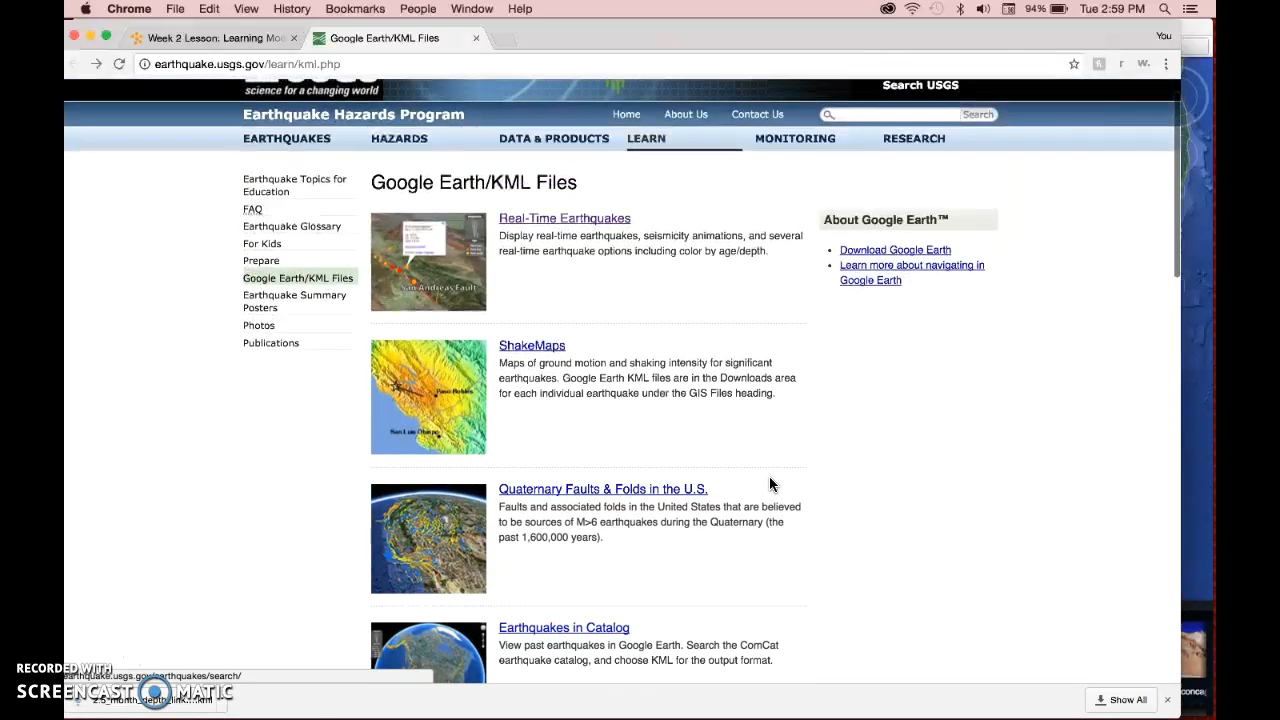 Chrome File Edit View History Bookmarks People Window Help 94% Tue 2:59 PM
Week 2 Lesson: Learning Mo Google Earth/KML Files You
earthquake.usgs.gov/learn/kml.php
science for a changing world Search USGS
Earthquake Hazards Program Home About Us Contact Us Search
EARTHQUAKES HAZARDS DATA & PRODUCTS LEARN MONITORING RESEARCH
Earthquake Topics for
Education
FAQ
Earthquake Glossary
For Kids
Prepare
Google Earth/KML Files
Earthquake Summary
Posters
Photos
Publications
Google Earth/KML Files
Real-Time Earthquakes
Display real-time earthquakes, seismicity animations, and several
real-time earthquake options including color by age/depth.
San Andreas Fault
ShakeMaps
Maps of ground motion and shaking intensity for significant
earthquakes. Google Earth KML files are in the Downloads area
for each individual earthquake under the GIS Files heading.
Paso Robles
San Luis Obispo
Quaternary Faults & Folds in the U.S.
Faults and associated folds in the United States that are believed
to be sources of M>6 earthquakes during the Quaternary (the
past 1,600,000 years).
Earthquakes in Catalog
View past earthquakes in Google Earth. Search the ComCat
earthquake catalog, and choose KML for the output format.
About Google Earth™
Download Google Earth
Learn more about navigating in
Google Earth
RECORDED WITH
SCREENCAST MATIC
earthquake.usgs.gov/earthquakes/search/
2.5_month_depth_link....kml
Show All